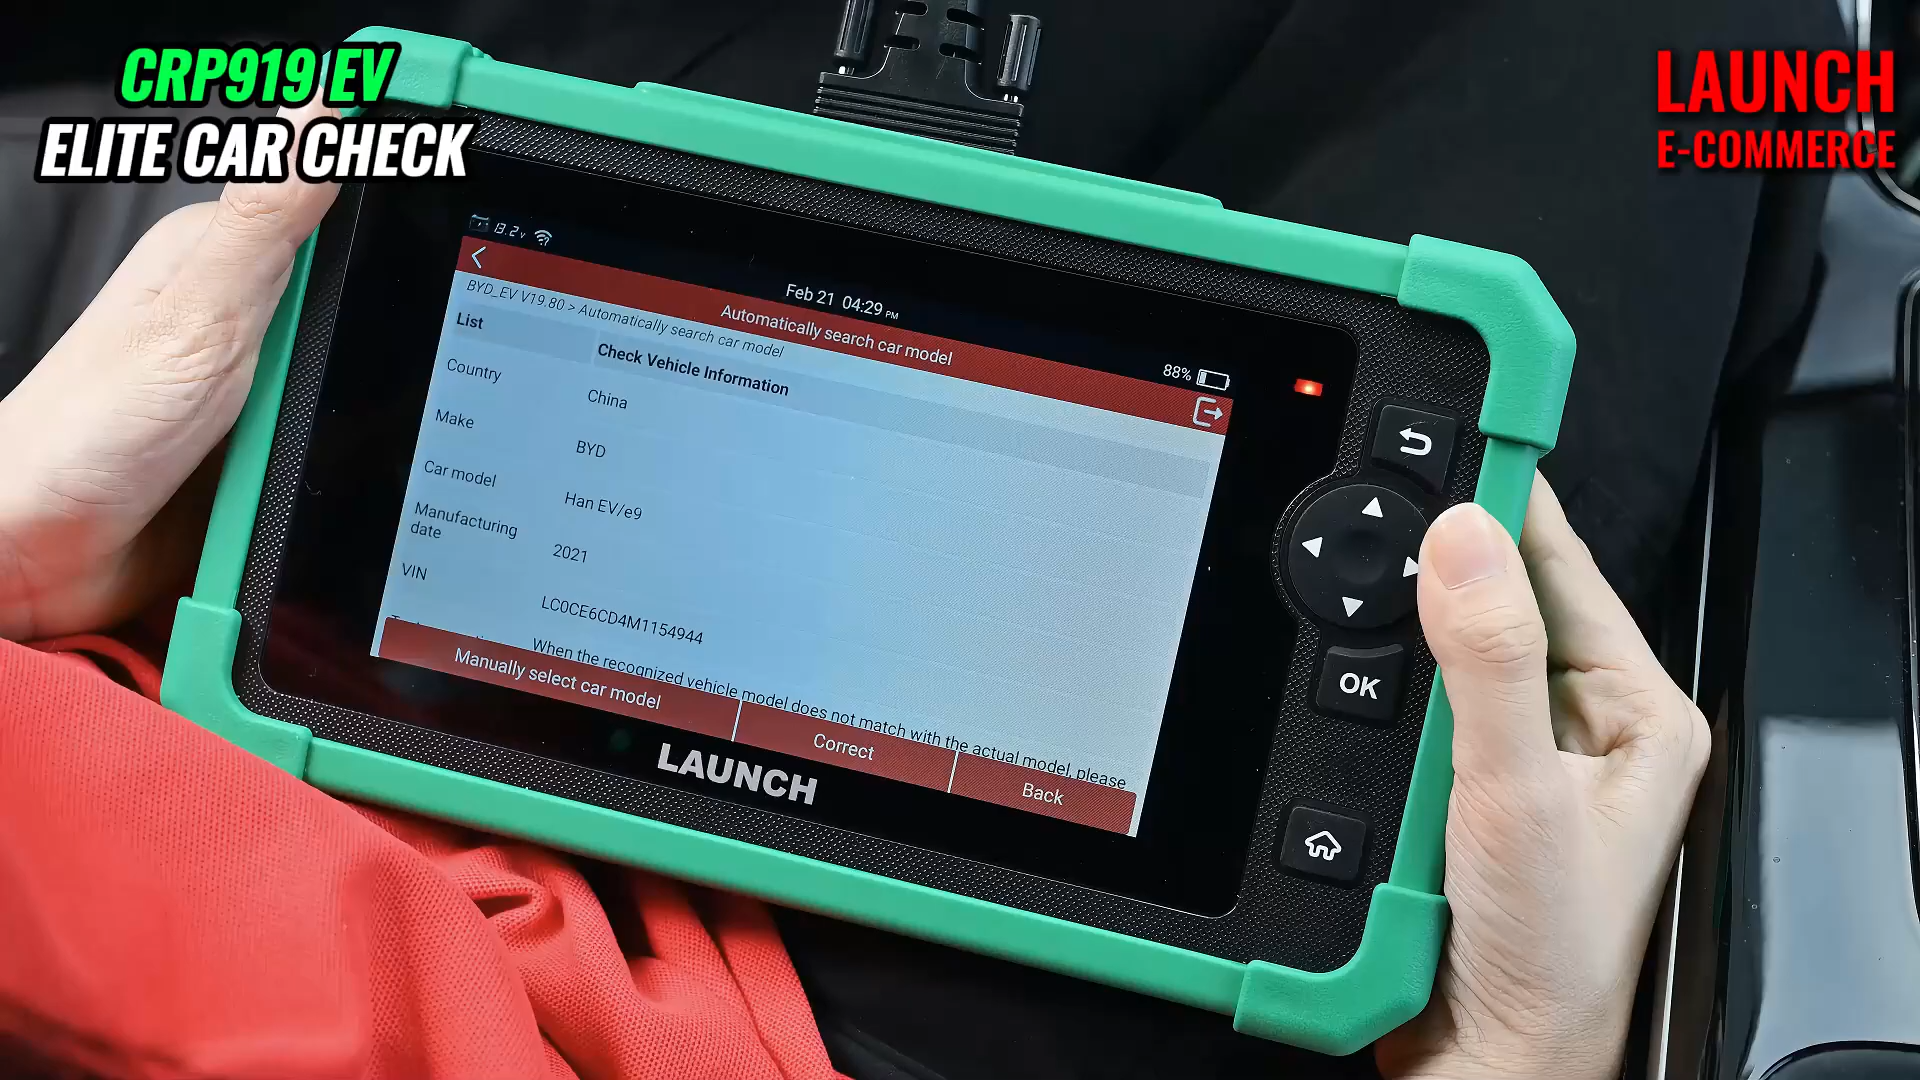 CRP919 EV
ELITE CAR CHECK
LAUNCH
E-COMMERCE
13.2v
Feb 21 04:29 PM
88%
Automatically search car model
BYD_EV V19.80 > Automatically search car model
List
Check Vehicle Information
Country
China
Make
BYD
Car model
Han EV/e9
Manufacturing
date
2021
VIN
LC0CE6CD4M1154944
When the recognized vehicle model does not match with the actual model, please
Manually select car model
Correct
Back
LAUNCH
OK